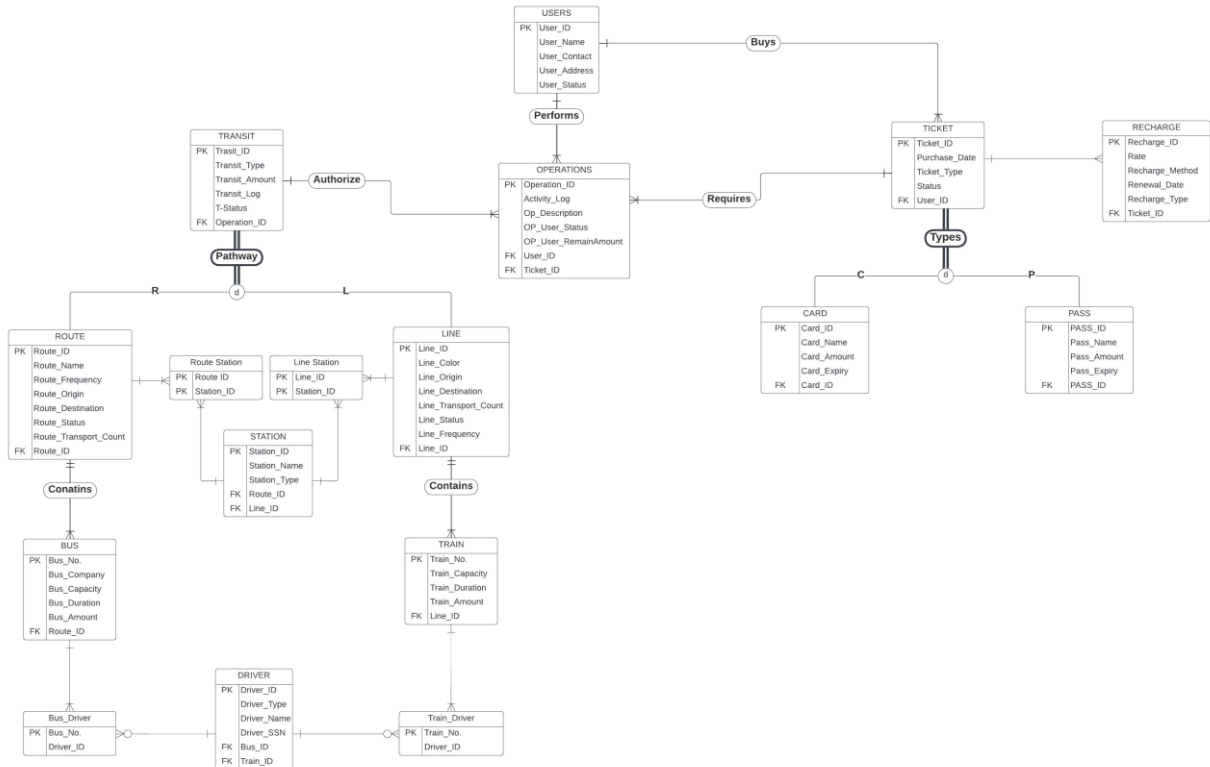 USERS
PK User_ID
User_Name
User_Contact
User_Address
User_Status
Buys
Performs
TRANSIT
PK Trasit_ID
Transit_Type
Transit_Amount
Transit_Log
T-Status
FK Operation_ID
Authorize
OPERATIONS
PK Operation_ID
Activity_Log
Op_Description
OP_User_Status
OP_User_RemainAmount
FK User_ID
FK Ticket_ID
Requires
TICKET
PK Ticket_ID
Purchase_Date
Ticket_Type
Status
FK User_ID
RECHARGE
PK Recharge_ID
Rate
Recharge_Method
Renewal_Date
Recharge_Type
FK Ticket_ID
Pathway
d
R
L
Types
d
C
P
CARD
PK Card_ID
Card_Name
Card_Amount
Card_Expiry
FK Card_ID
PASS
PK PASS_ID
Pass_Name
Pass_Amount
Pass_Expiry
FK PASS_ID
ROUTE
PK Route_ID
Route_Name
Route_Frequency
Route_Origin
Route_Destination
Route_Status
Route_Transport_Count
FK Route_ID
Route Station
PK Route ID
PK Station_ID
Line Station
PK Line_ID
PK Station_ID
LINE
PK Line_ID
Line_Color
Line_Origin
Line_Destination
Line_Transport_Count
Line_Status
Line_Frequency
FK Line_ID
STATION
PK Station_ID
Station_Name
Station_Type
FK Route_ID
FK Line_ID
Conatins
Contains
BUS
PK Bus_No.
Bus_Company
Bus_Capacity
Bus_Duration
Bus_Amount
FK Route_ID
TRAIN
PK Train_No.
Train_Capacity
Train_Duration
Train_Amount
FK Line_ID
DRIVER
PK Driver_ID
Driver_Type
Driver_Name
Driver_SSN
FK Bus_ID
FK Train_ID
Bus_Driver
PK Bus_No.
Driver_ID
Train_Driver
PK Train_No.
Driver_ID